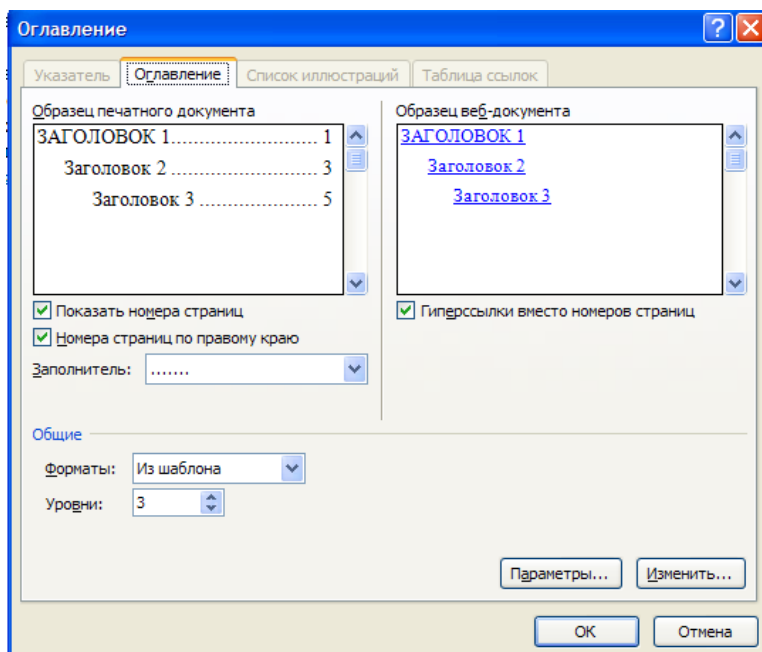 Оглавление
Указатель Оглавление Список иллюстраций Таблица ссылок
Образец печатного документа
ЗАГОЛОВОК 1............................ 1
Заголовок 2 ........................ 3
Заголовок 3 .................... 5
Показать номера страниц
Номера страниц по правому краю
Заполнитель: .......
Образец веб-документа
ЗАГОЛОВОК 1
Заголовок 2
Заголовок 3
Гиперссылки вместо номеров страниц
Общие
Форматы: Из шаблона
Уровни: 3
Параметры... Изменить...
ОК Отмена